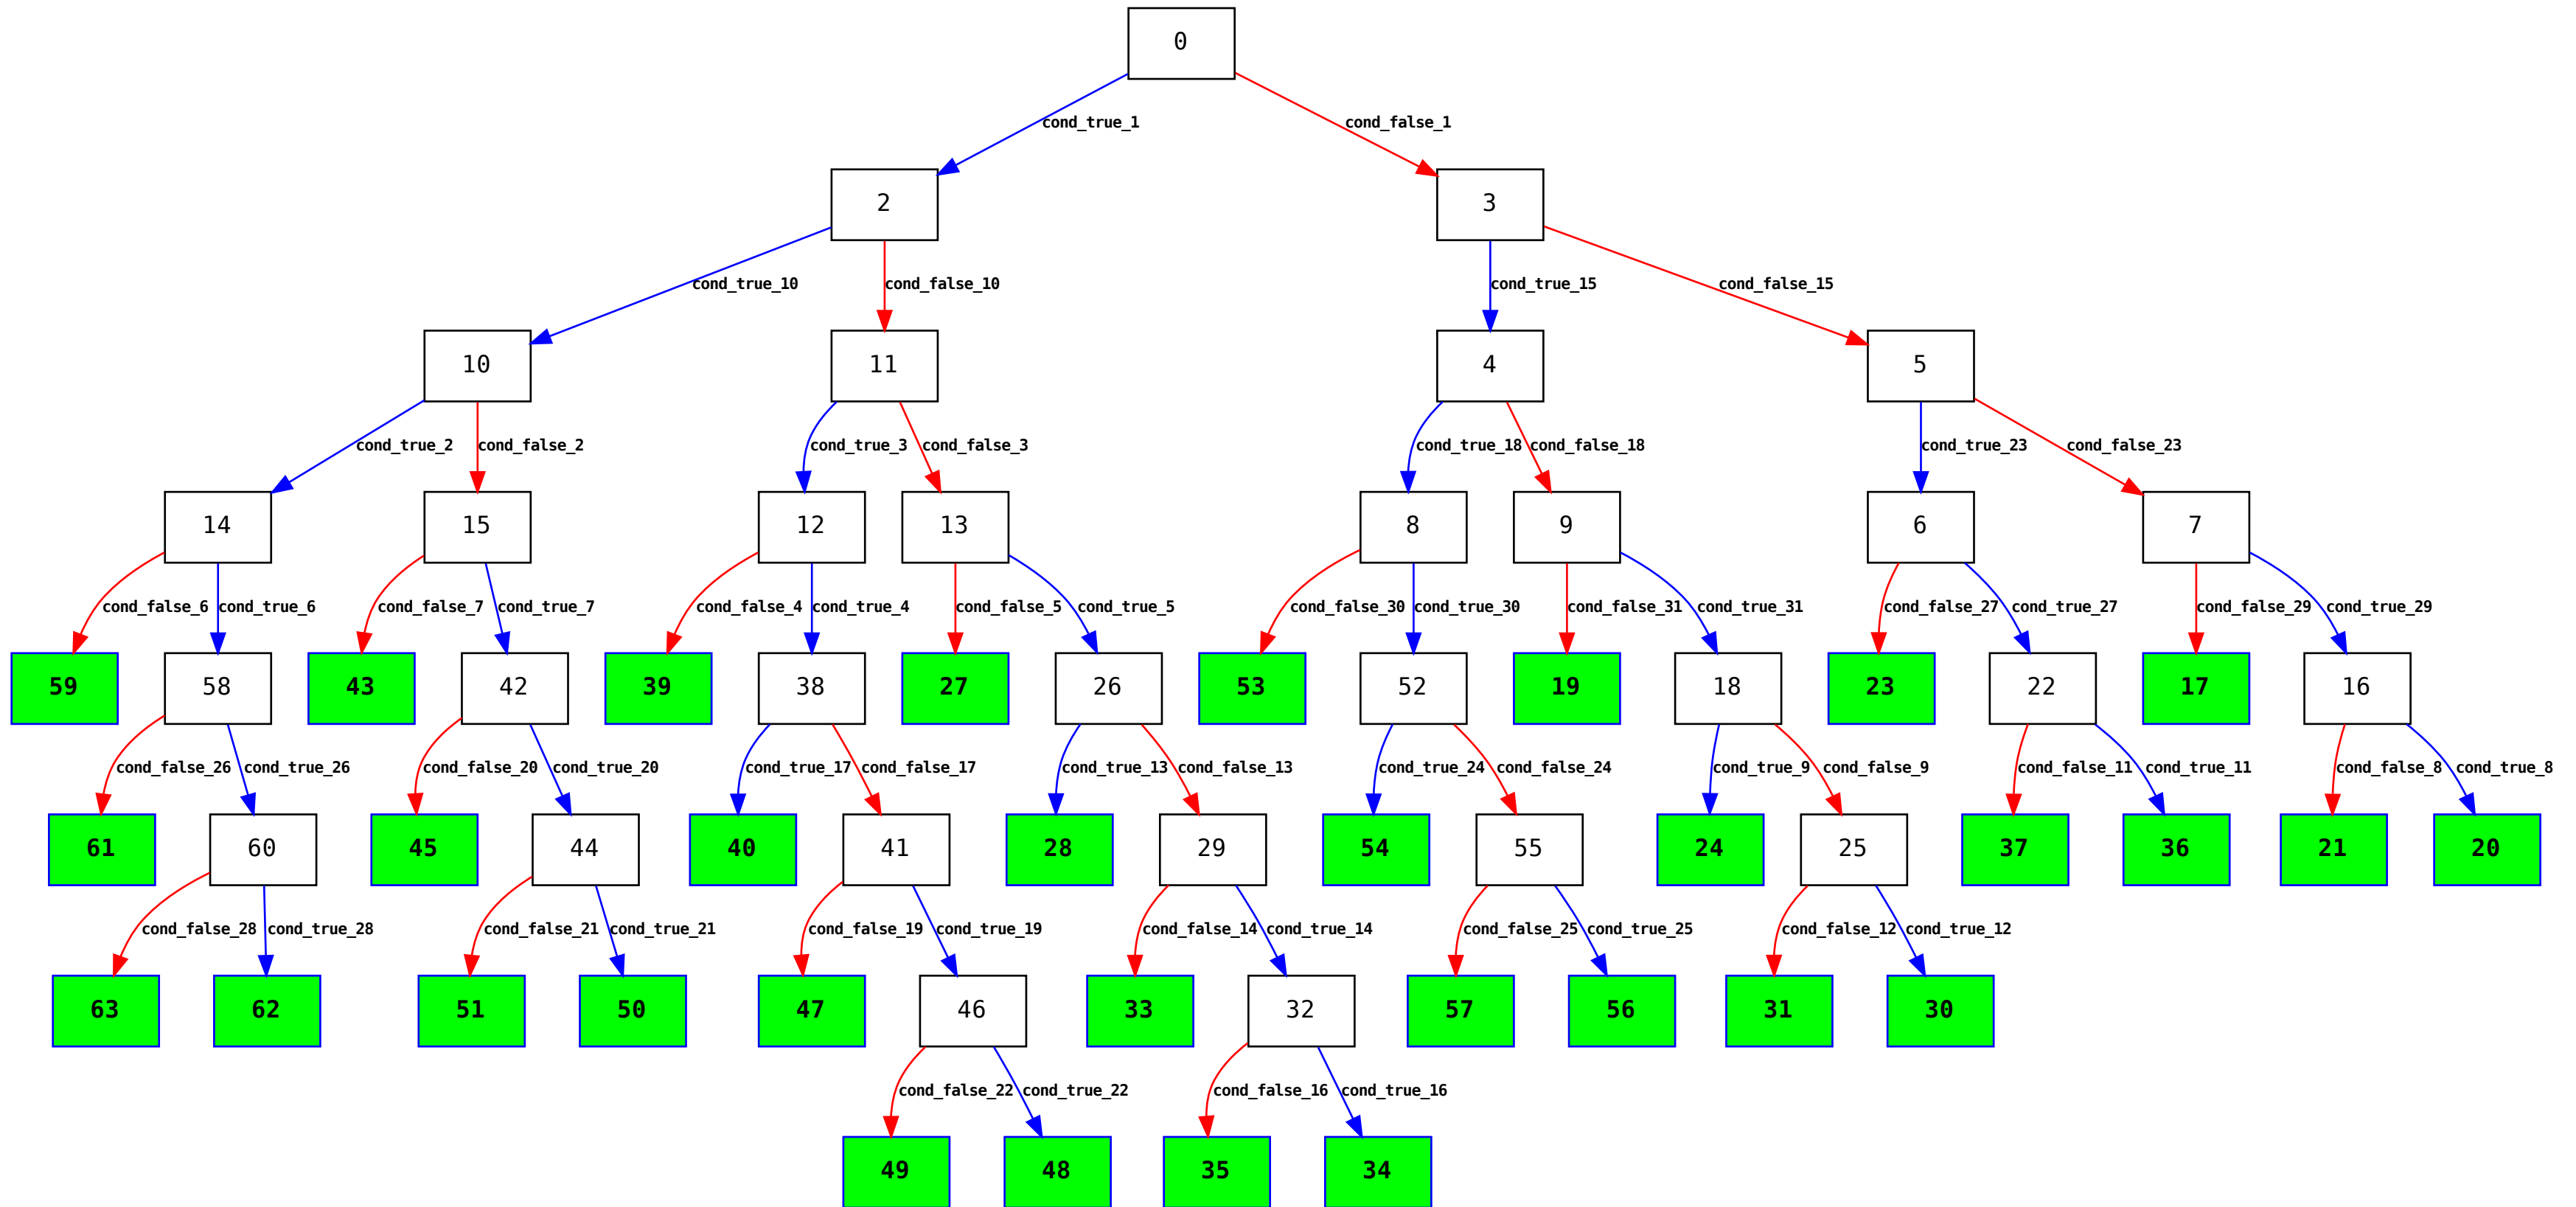 0
cond_true_1 cond_false_1
2 3
cond_true_10 cond_false_10 cond_true_15 cond_false_15
10 11 4 5
cond_true_2 cond_false_2 cond_true_3 cond_false_3 cond_true_18 cond_false_18 cond_true_23 cond_false_23
14 15 12 13 8 9 6 7
cond_false_6 cond_true_6 cond_false_7 cond_true_7 cond_false_4 cond_true_4 cond_false_5 cond_true_5 cond_false_30 cond_true_30 cond_false_31 cond_true_31 cond_false_27 cond_true_27 cond_false_29 cond_true_29
59 58 43 42 39 38 27 26 53 52 19 18 23 22 17 16
cond_false_26 cond_true_26 cond_false_20 cond_true_20 cond_true_17 cond_false_17 cond_true_13 cond_false_13 cond_true_24 cond_false_24 cond_true_9 cond_false_9 cond_false_11 cond_true_11 cond_false_8 cond_true_8
61 60 45 44 40 41 28 29 54 55 24 25 37 36 21 20
cond_false_28 cond_true_28 cond_false_21 cond_true_21 cond_false_19 cond_true_19 cond_false_14 cond_true_14 cond_false_25 cond_true_25 cond_false_12 cond_true_12
63 62 51 50 47 46 33 32 57 56 31 30
cond_false_22 cond_true_22 cond_false_16 cond_true_16
49 48 35 34